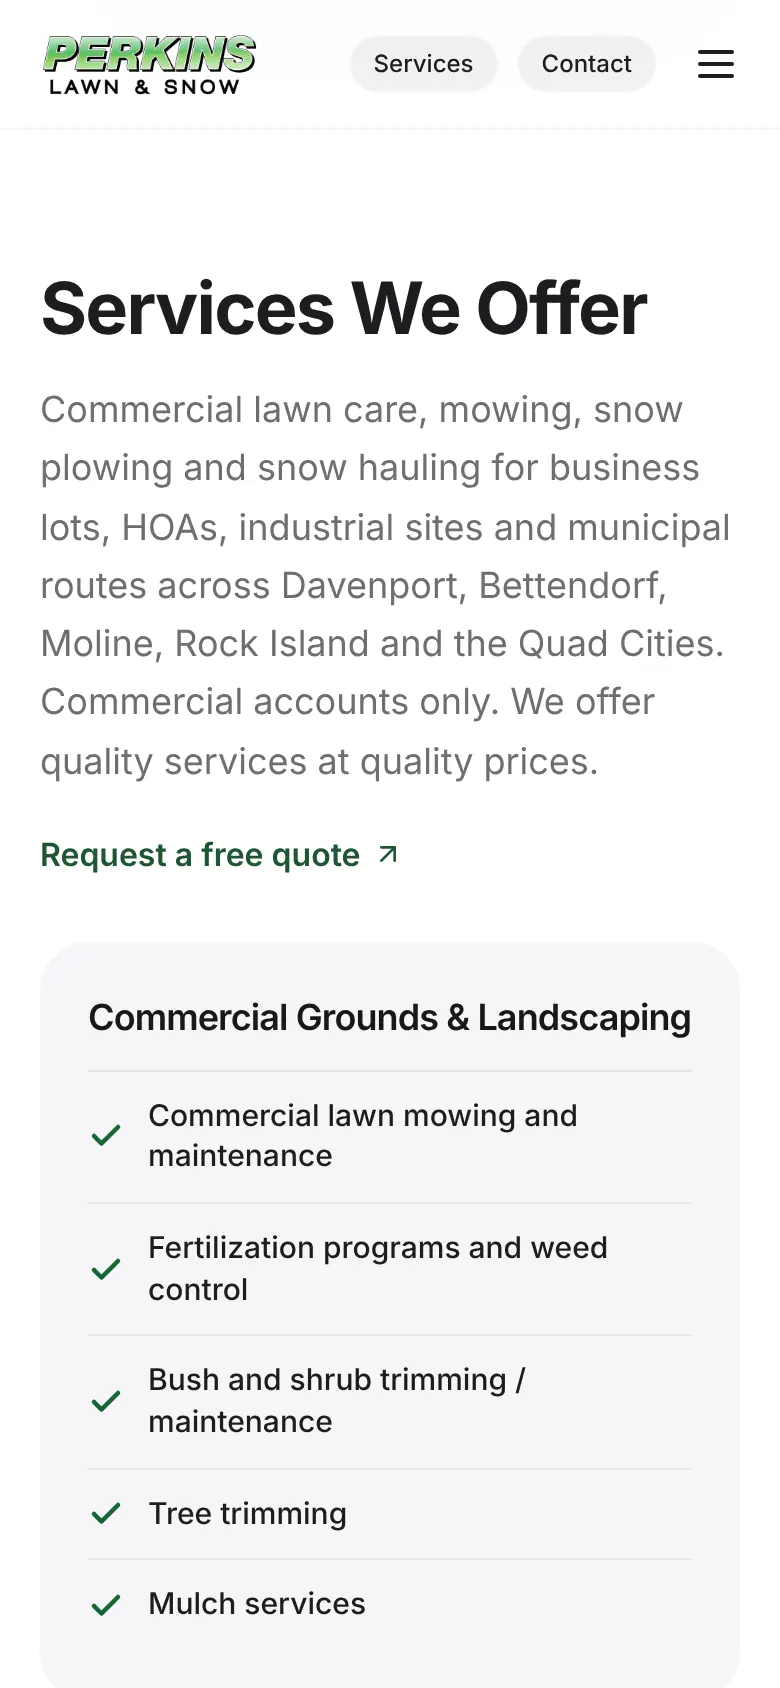 PERKINS
LAWN & SNOW
Services
Contact
Services We Offer
Commercial lawn care, mowing, snow
plowing and snow hauling for business
lots, HOAs, industrial sites and municipal
routes across Davenport, Bettendorf,
Moline, Rock Island and the Quad Cities.
Commercial accounts only. We offer
quality services at quality prices.
Request a free quote
Commercial Grounds & Landscaping
Commercial lawn mowing and
maintenance
Fertilization programs and weed
control
Bush and shrub trimming /
maintenance
Tree trimming
Mulch services